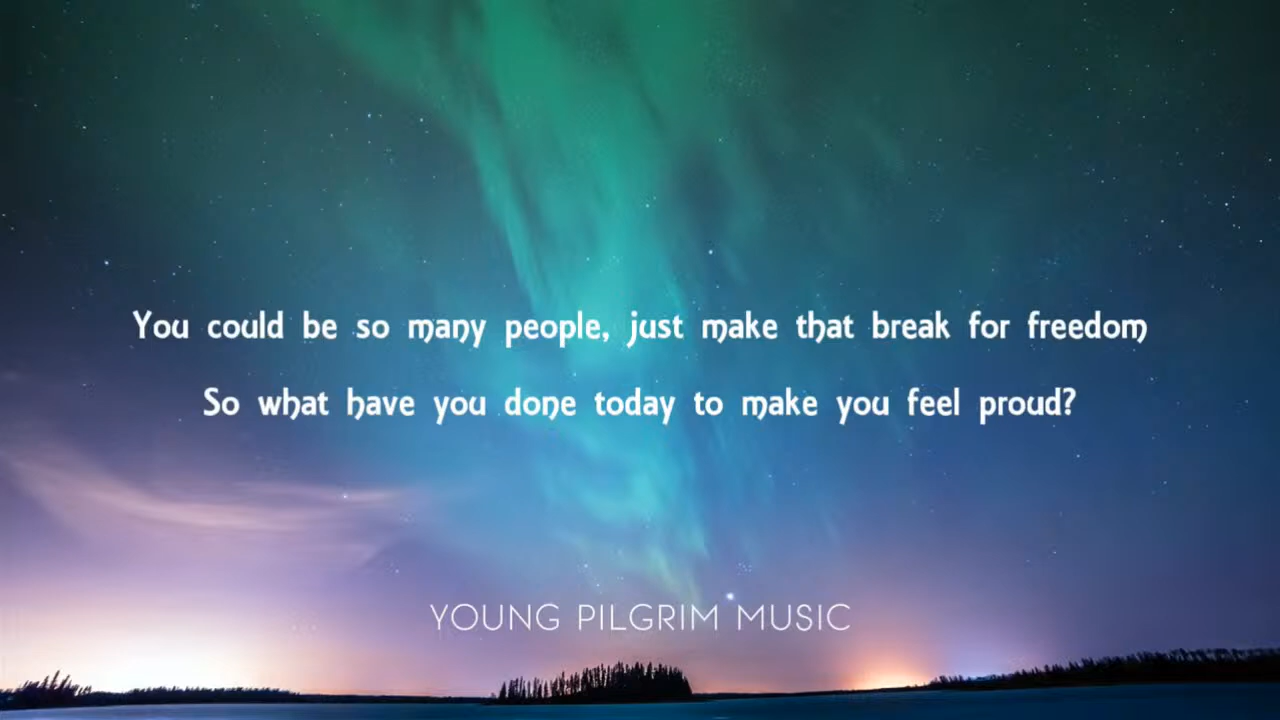 You could be so many people, just make that break for freedom
So what have you done today to make you feel proud?
YOUNG PILGRIM MUSIC